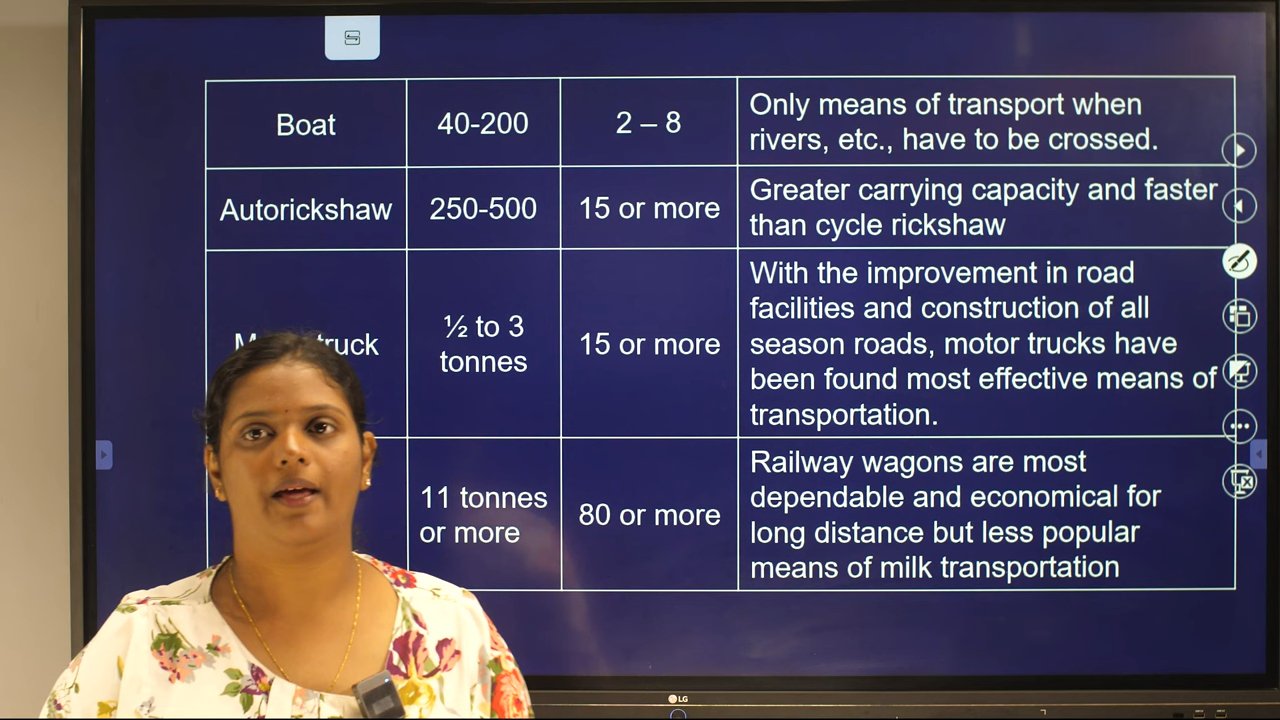 Boat
40-200
2 – 8
Only means of transport when
rivers, etc., have to be crossed.
Autorickshaw
250-500
15 or more
Greater carrying capacity and faster
than cycle rickshaw
truck
½ to 3
tonnes
15 or more
With the improvement in road
facilities and construction of all
season roads, motor trucks have
been found most effective means of
transportation.
11 tonnes
or more
80 or more
Railway wagons are most
dependable and economical for
long distance but less popular
means of milk transportation
LG